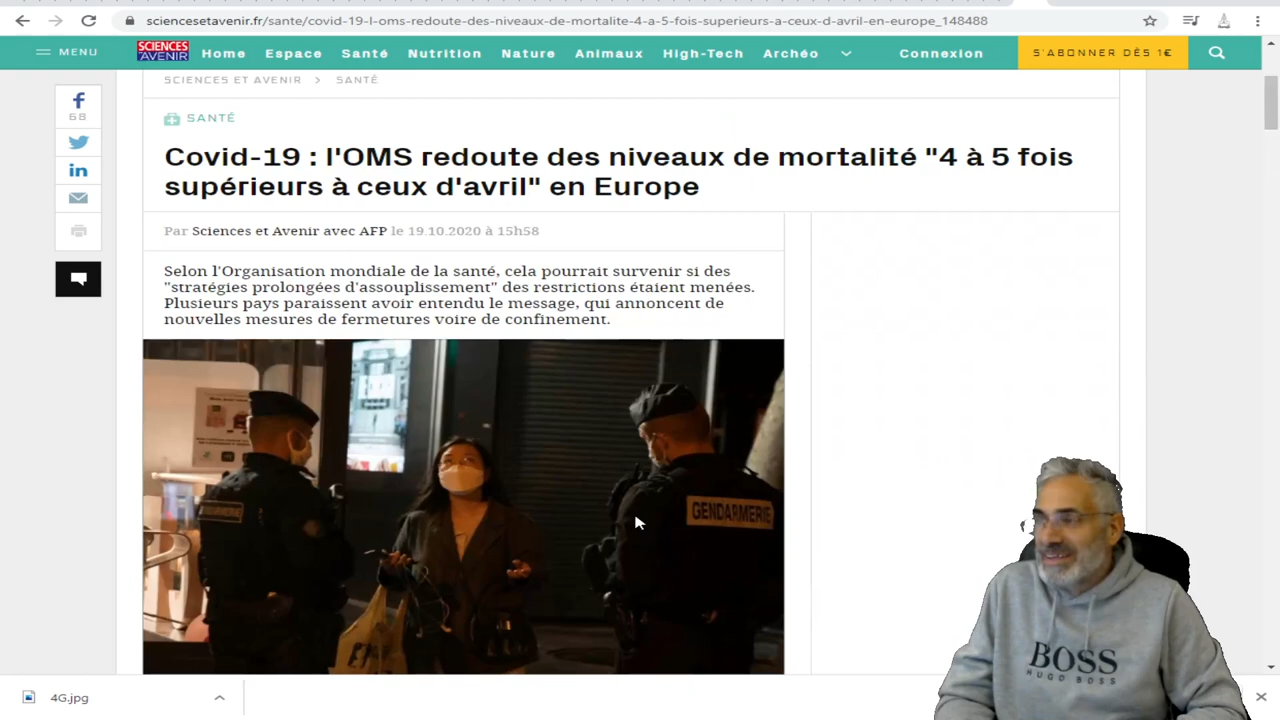 sciencesetavenir.fr/sante/covid-19-l-oms-redoute-des-niveaux-de-mortalite-4-a-5-fois-superieurs-a-ceux-d-avril-en-europe_148488
MENU
SCIENCES AVENIR
Home Espace Santé Nutrition Nature Animaux High-Tech Archéo
Connexion
S'ABONNER DÈS 1€
SCIENCES ET AVENIR > SANTÉ
68
SANTÉ
Covid-19 : l'OMS redoute des niveaux de mortalité "4 à 5 fois
supérieurs à ceux d'avril" en Europe
Par Sciences et Avenir avec AFP le 19.10.2020 à 15h58
Selon l'Organisation mondiale de la santé, cela pourrait survenir si des
"stratégies prolongées d'assouplissement" des restrictions étaient menées.
Plusieurs pays paraissent avoir entendu le message, qui annoncent de
nouvelles mesures de fermetures voire de confinement.
GENDARMERIE
BOSS
HUGO BOSS
4G.jpg